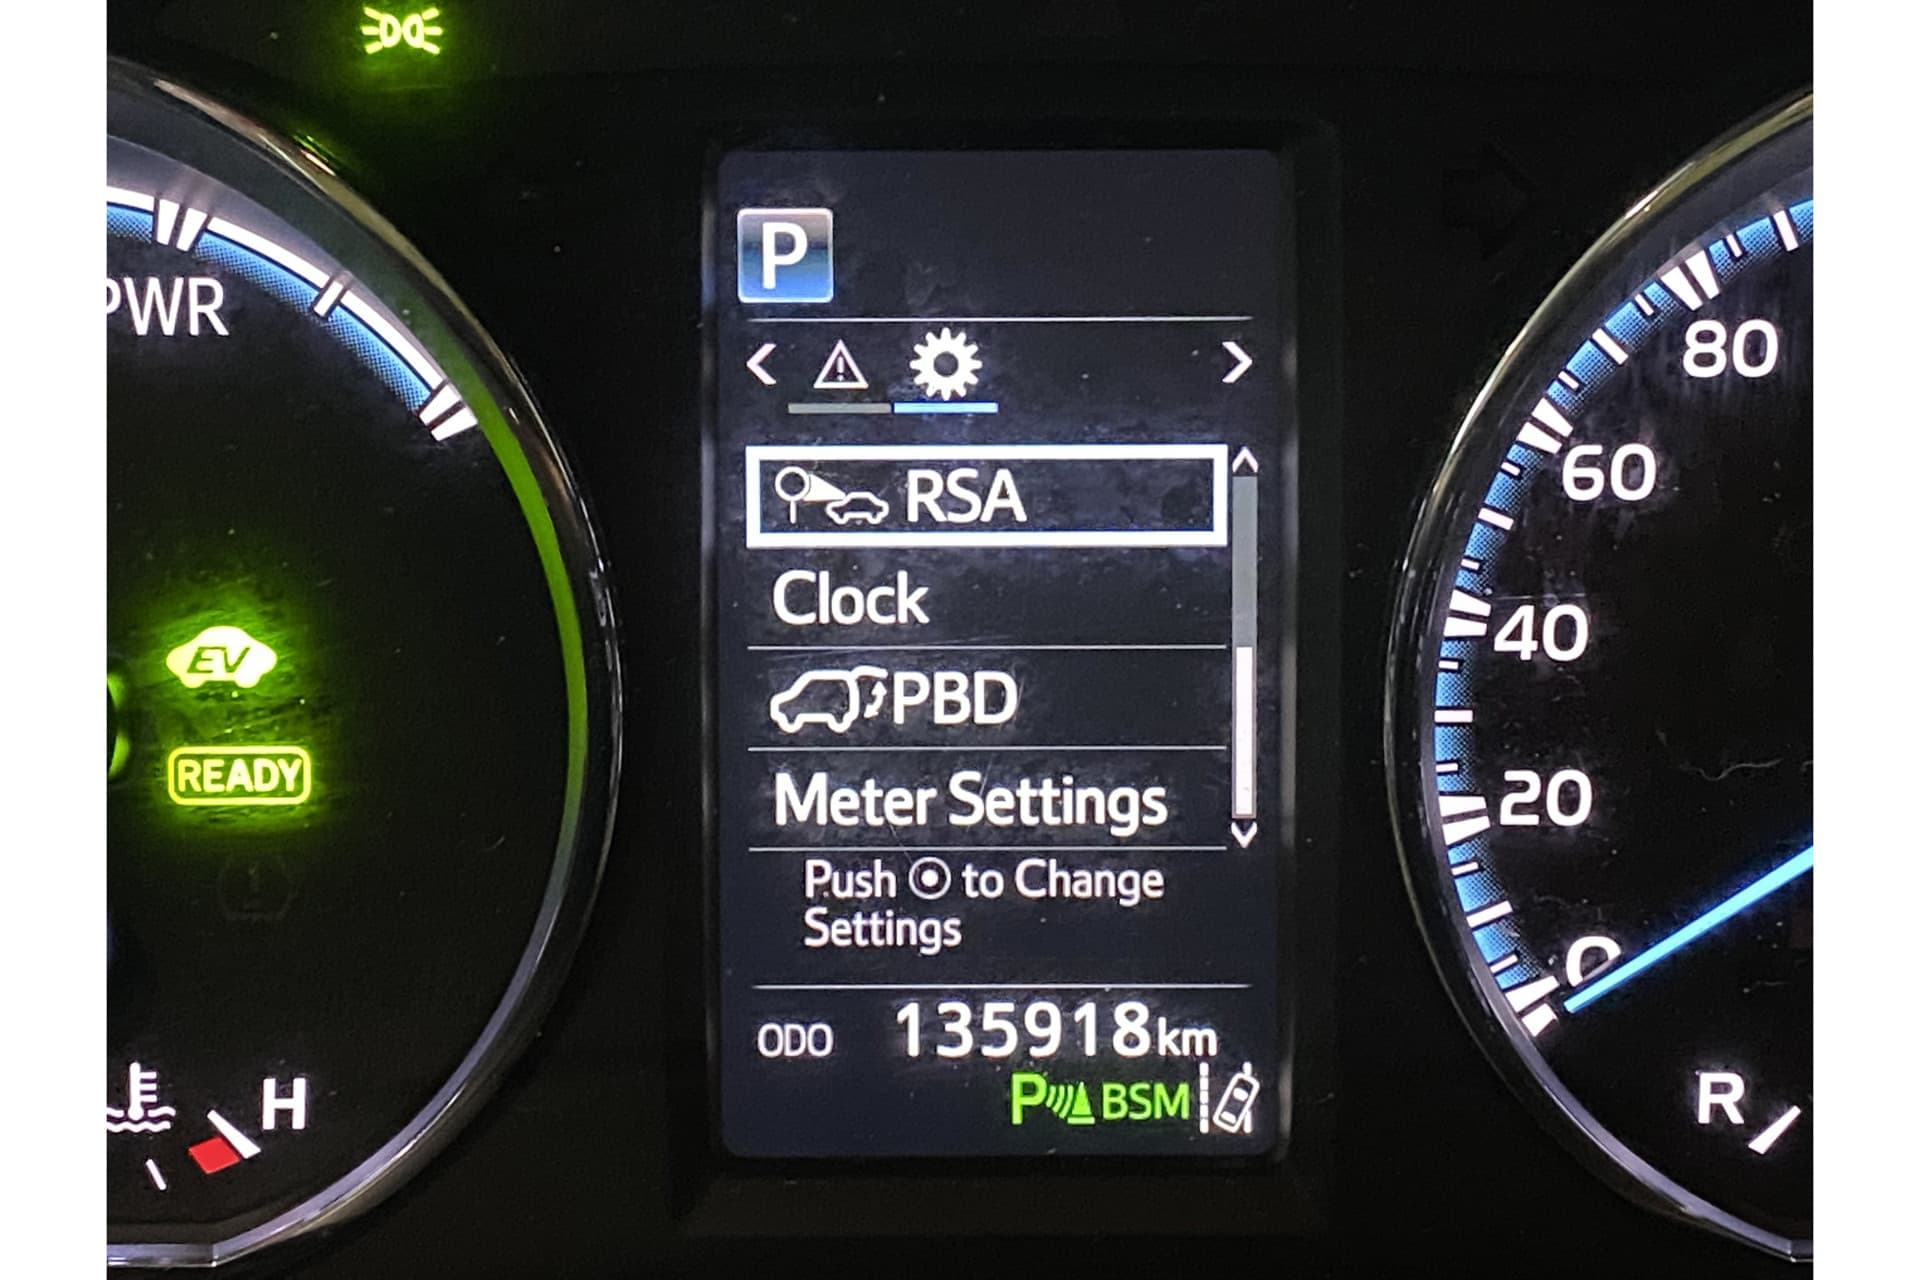 P
PWR
RSA
Clock
PBD
Meter Settings
Push to Change
Settings
ODO 135918km
P BSM
EV
READY
H
80
60
40
20
0
R